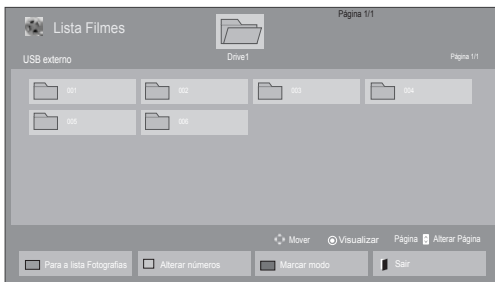 Página 1/1
Lista Filmes
Drive1
USB externo
Página 1/1
001 002 003 004
005 006
Mover Visualizar Página Alterar Página
Para a lista Fotografias Alterar números Marcar modo Sair